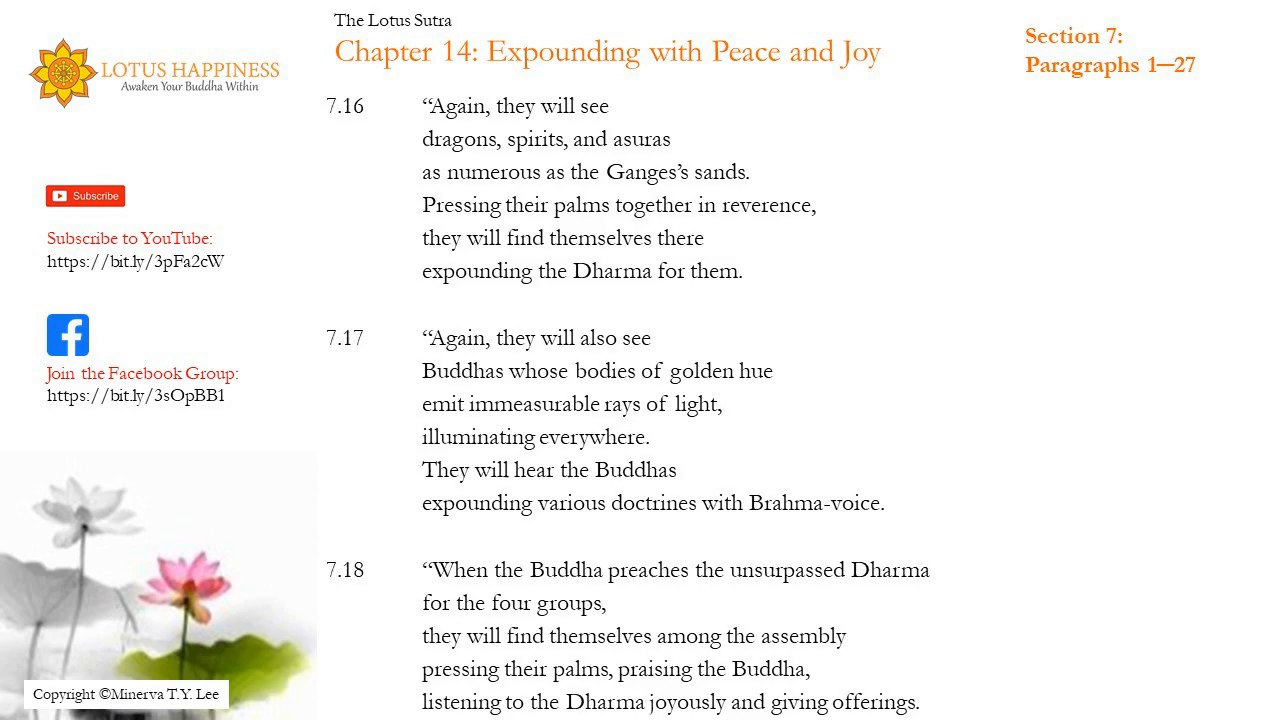 The Lotus Sutra
Chapter 14: Expounding with Peace and Joy
Section 7:
Paragraphs 1—27
LOTUS HAPPINESS
Awaken Your Buddha Within
Subscribe
Subscribe to YouTube:
https://bit.ly/3pFa2cW
Join the Facebook Group:
https://bit.ly/3sOpBB1
Copyright ©Minerva T.Y. Lee
7.16 “Again, they will see
dragons, spirits, and asuras
as numerous as the Ganges’s sands.
Pressing their palms together in reverence,
they will find themselves there
expounding the Dharma for them.
7.17 “Again, they will also see
Buddhas whose bodies of golden hue
emit immeasurable rays of light,
illuminating everywhere.
They will hear the Buddhas
expounding various doctrines with Brahma-voice.
7.18 “When the Buddha preaches the unsurpassed Dharma
for the four groups,
they will find themselves among the assembly
pressing their palms, praising the Buddha,
listening to the Dharma joyously and giving offerings.